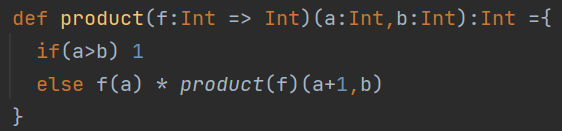 def product(f:Int => Int)(a:Int,b:Int):Int ={
  if(a>b) 1
  else f(a) * product(f)(a+1,b)
}